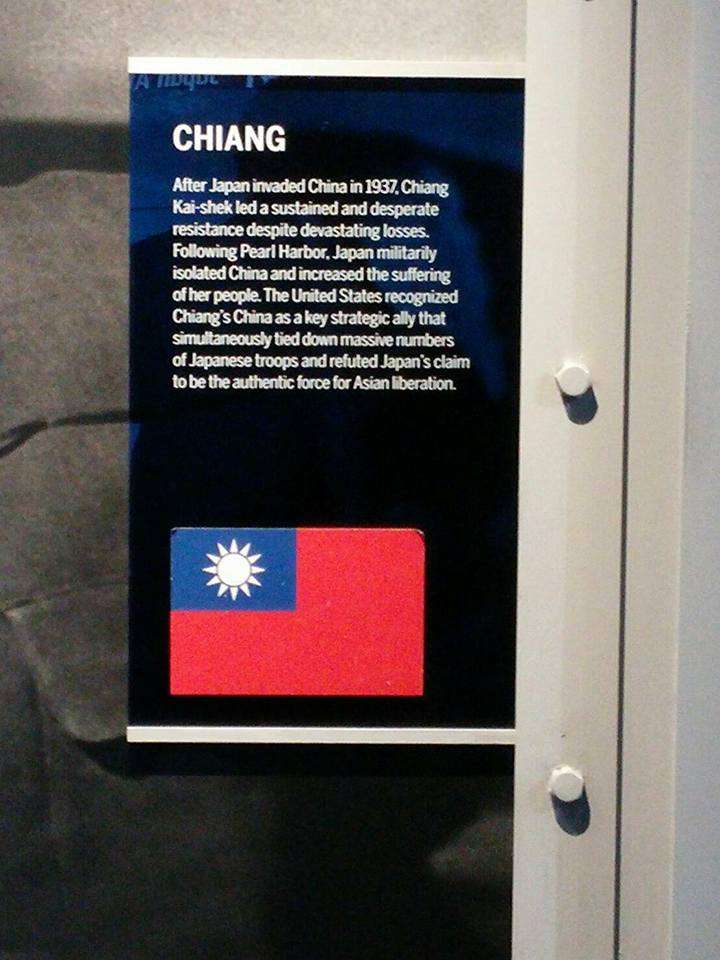 CHIANG
After Japan invaded China in 1937, Chiang
Kai-shek led a sustained and desperate
resistance despite devastating losses.
Following Pearl Harbor, Japan militarily
isolated China and increased the suffering
of her people. The United States recognized
Chiang's China as a key strategic ally that
simultaneously tied down massive numbers
of Japanese troops and refuted Japan's claim
to be the authentic force for Asian liberation.